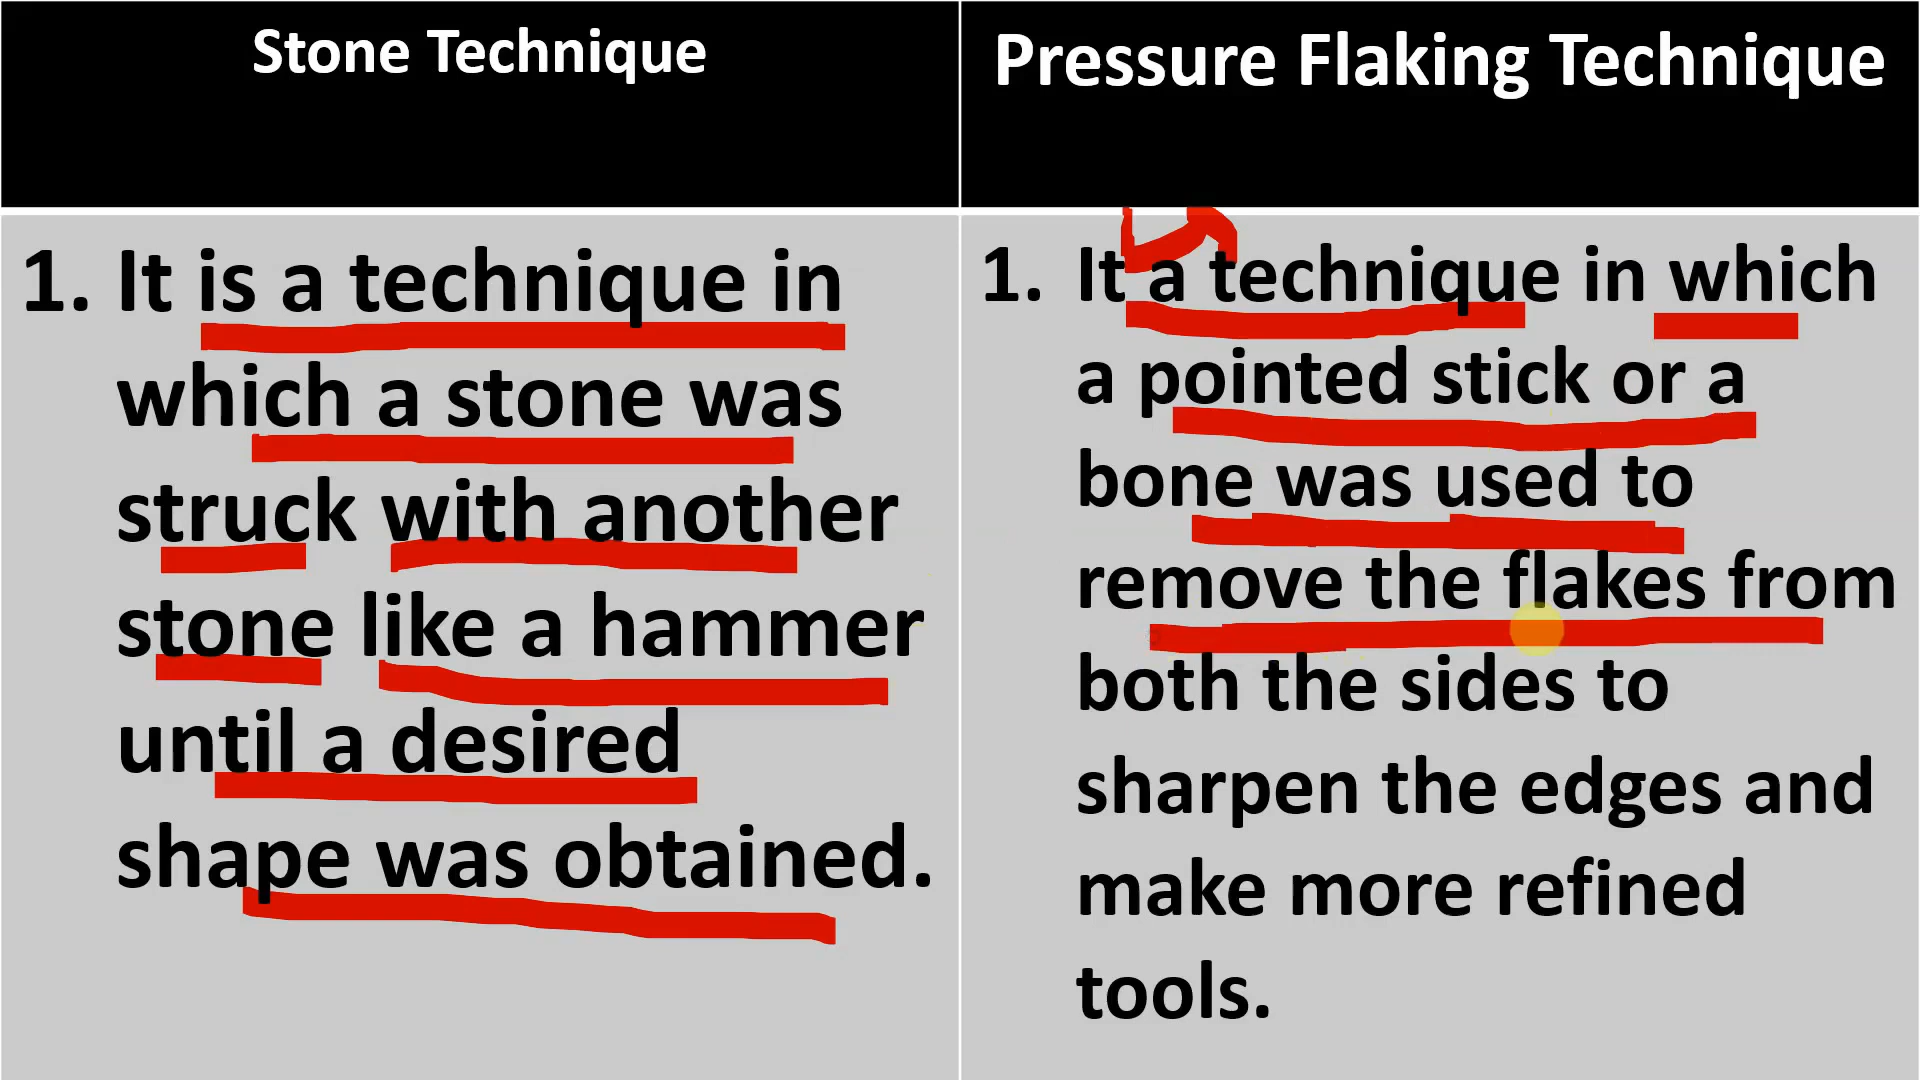 Stone Technique
Pressure Flaking Technique
1. It is a technique in
which a stone was
struck with another
stone like a hammer
until a desired
shape was obtained.
1. It a technique in which
a pointed stick or a
bone was used to
remove the flakes from
both the sides to
sharpen the edges and
make more refined
tools.